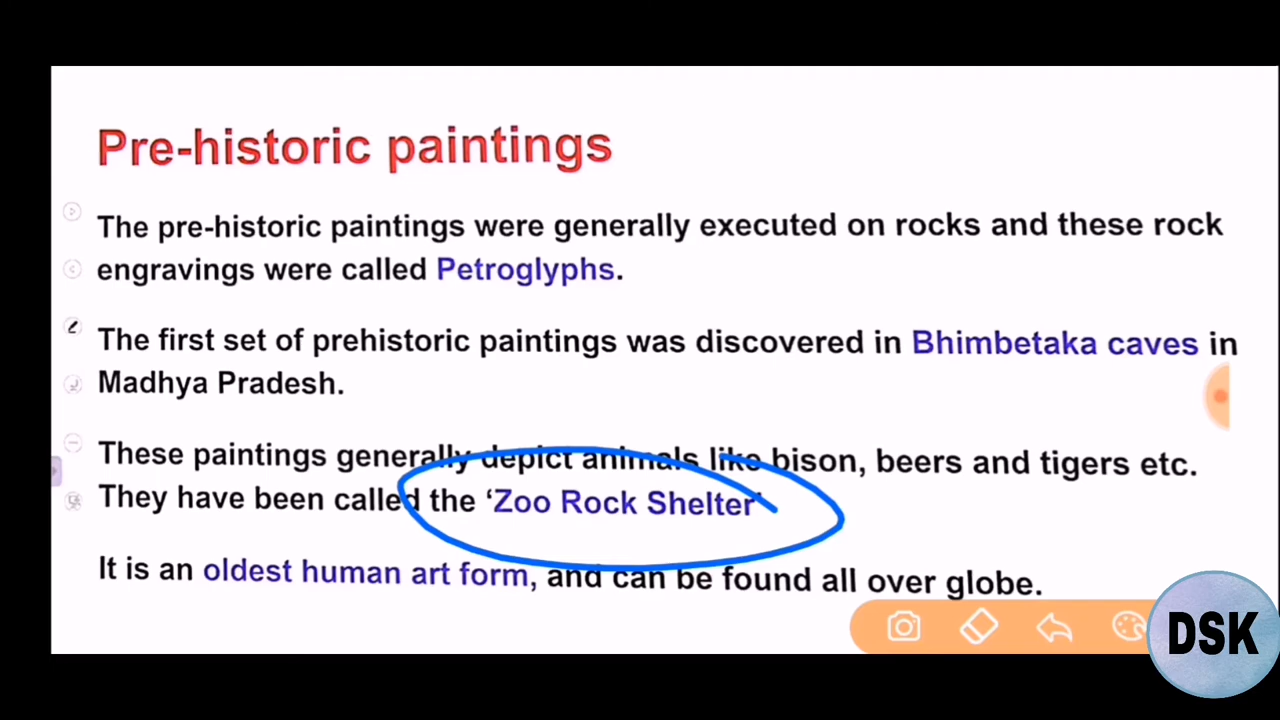 Pre-historic paintings
The pre-historic paintings were generally executed on rocks and these rock
engravings were called Petroglyphs.
The first set of prehistoric paintings was discovered in Bhimbetaka caves in
Madhya Pradesh.
These paintings generally depict animals like bison, beers and tigers etc.
They have been called the ‘Zoo Rock Shelter’
It is an oldest human art form, and can be found all over globe.
DSK